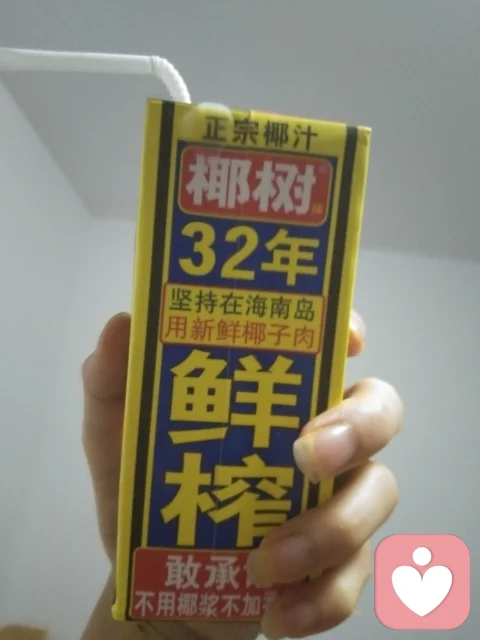 正宗椰汁
椰树
32年
坚持在海南岛
用新鲜椰子肉
鲜
榨
敢承
不用椰浆不加